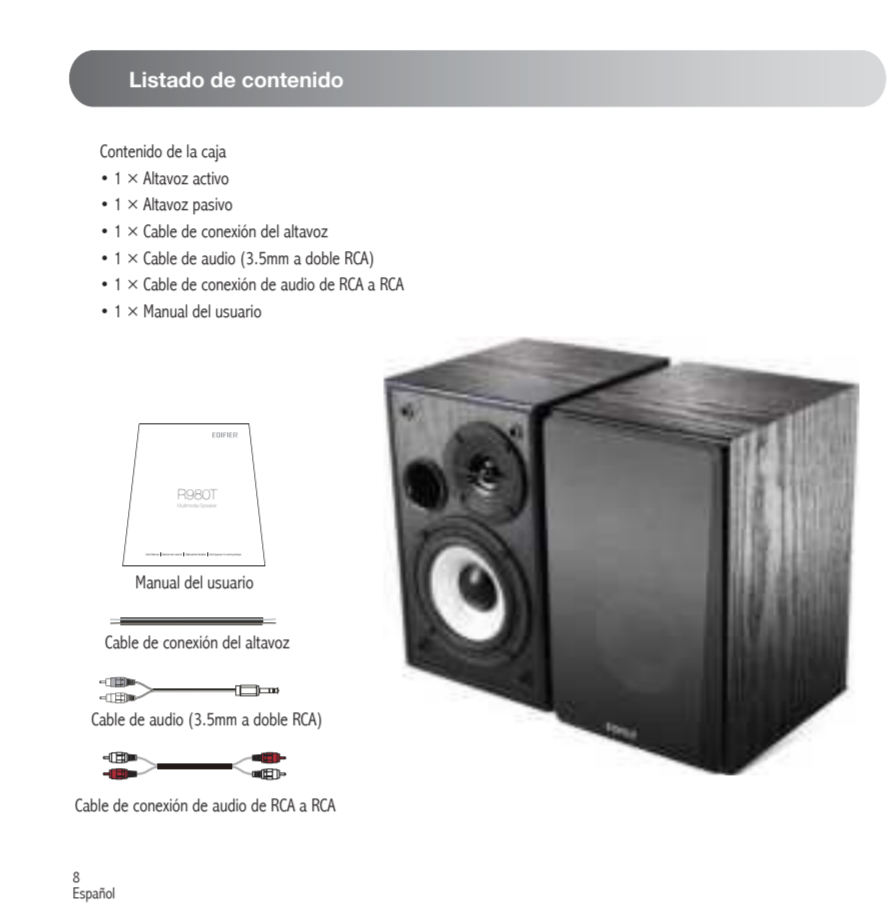 Listado de contenido
Contenido de la caja
• 1 × Altavoz activo
• 1 × Altavoz pasivo
• 1 × Cable de conexión del altavoz
• 1 × Cable de audio (3.5mm a doble RCA)
• 1 × Cable de conexión de audio de RCA a RCA
• 1 × Manual del usuario
EDIFIER
R980T
Multimedia Speaker
Manual del usuario
Cable de conexión del altavoz
Cable de audio (3.5mm a doble RCA)
Cable de conexión de audio de RCA a RCA
EDIFIER
8
Español